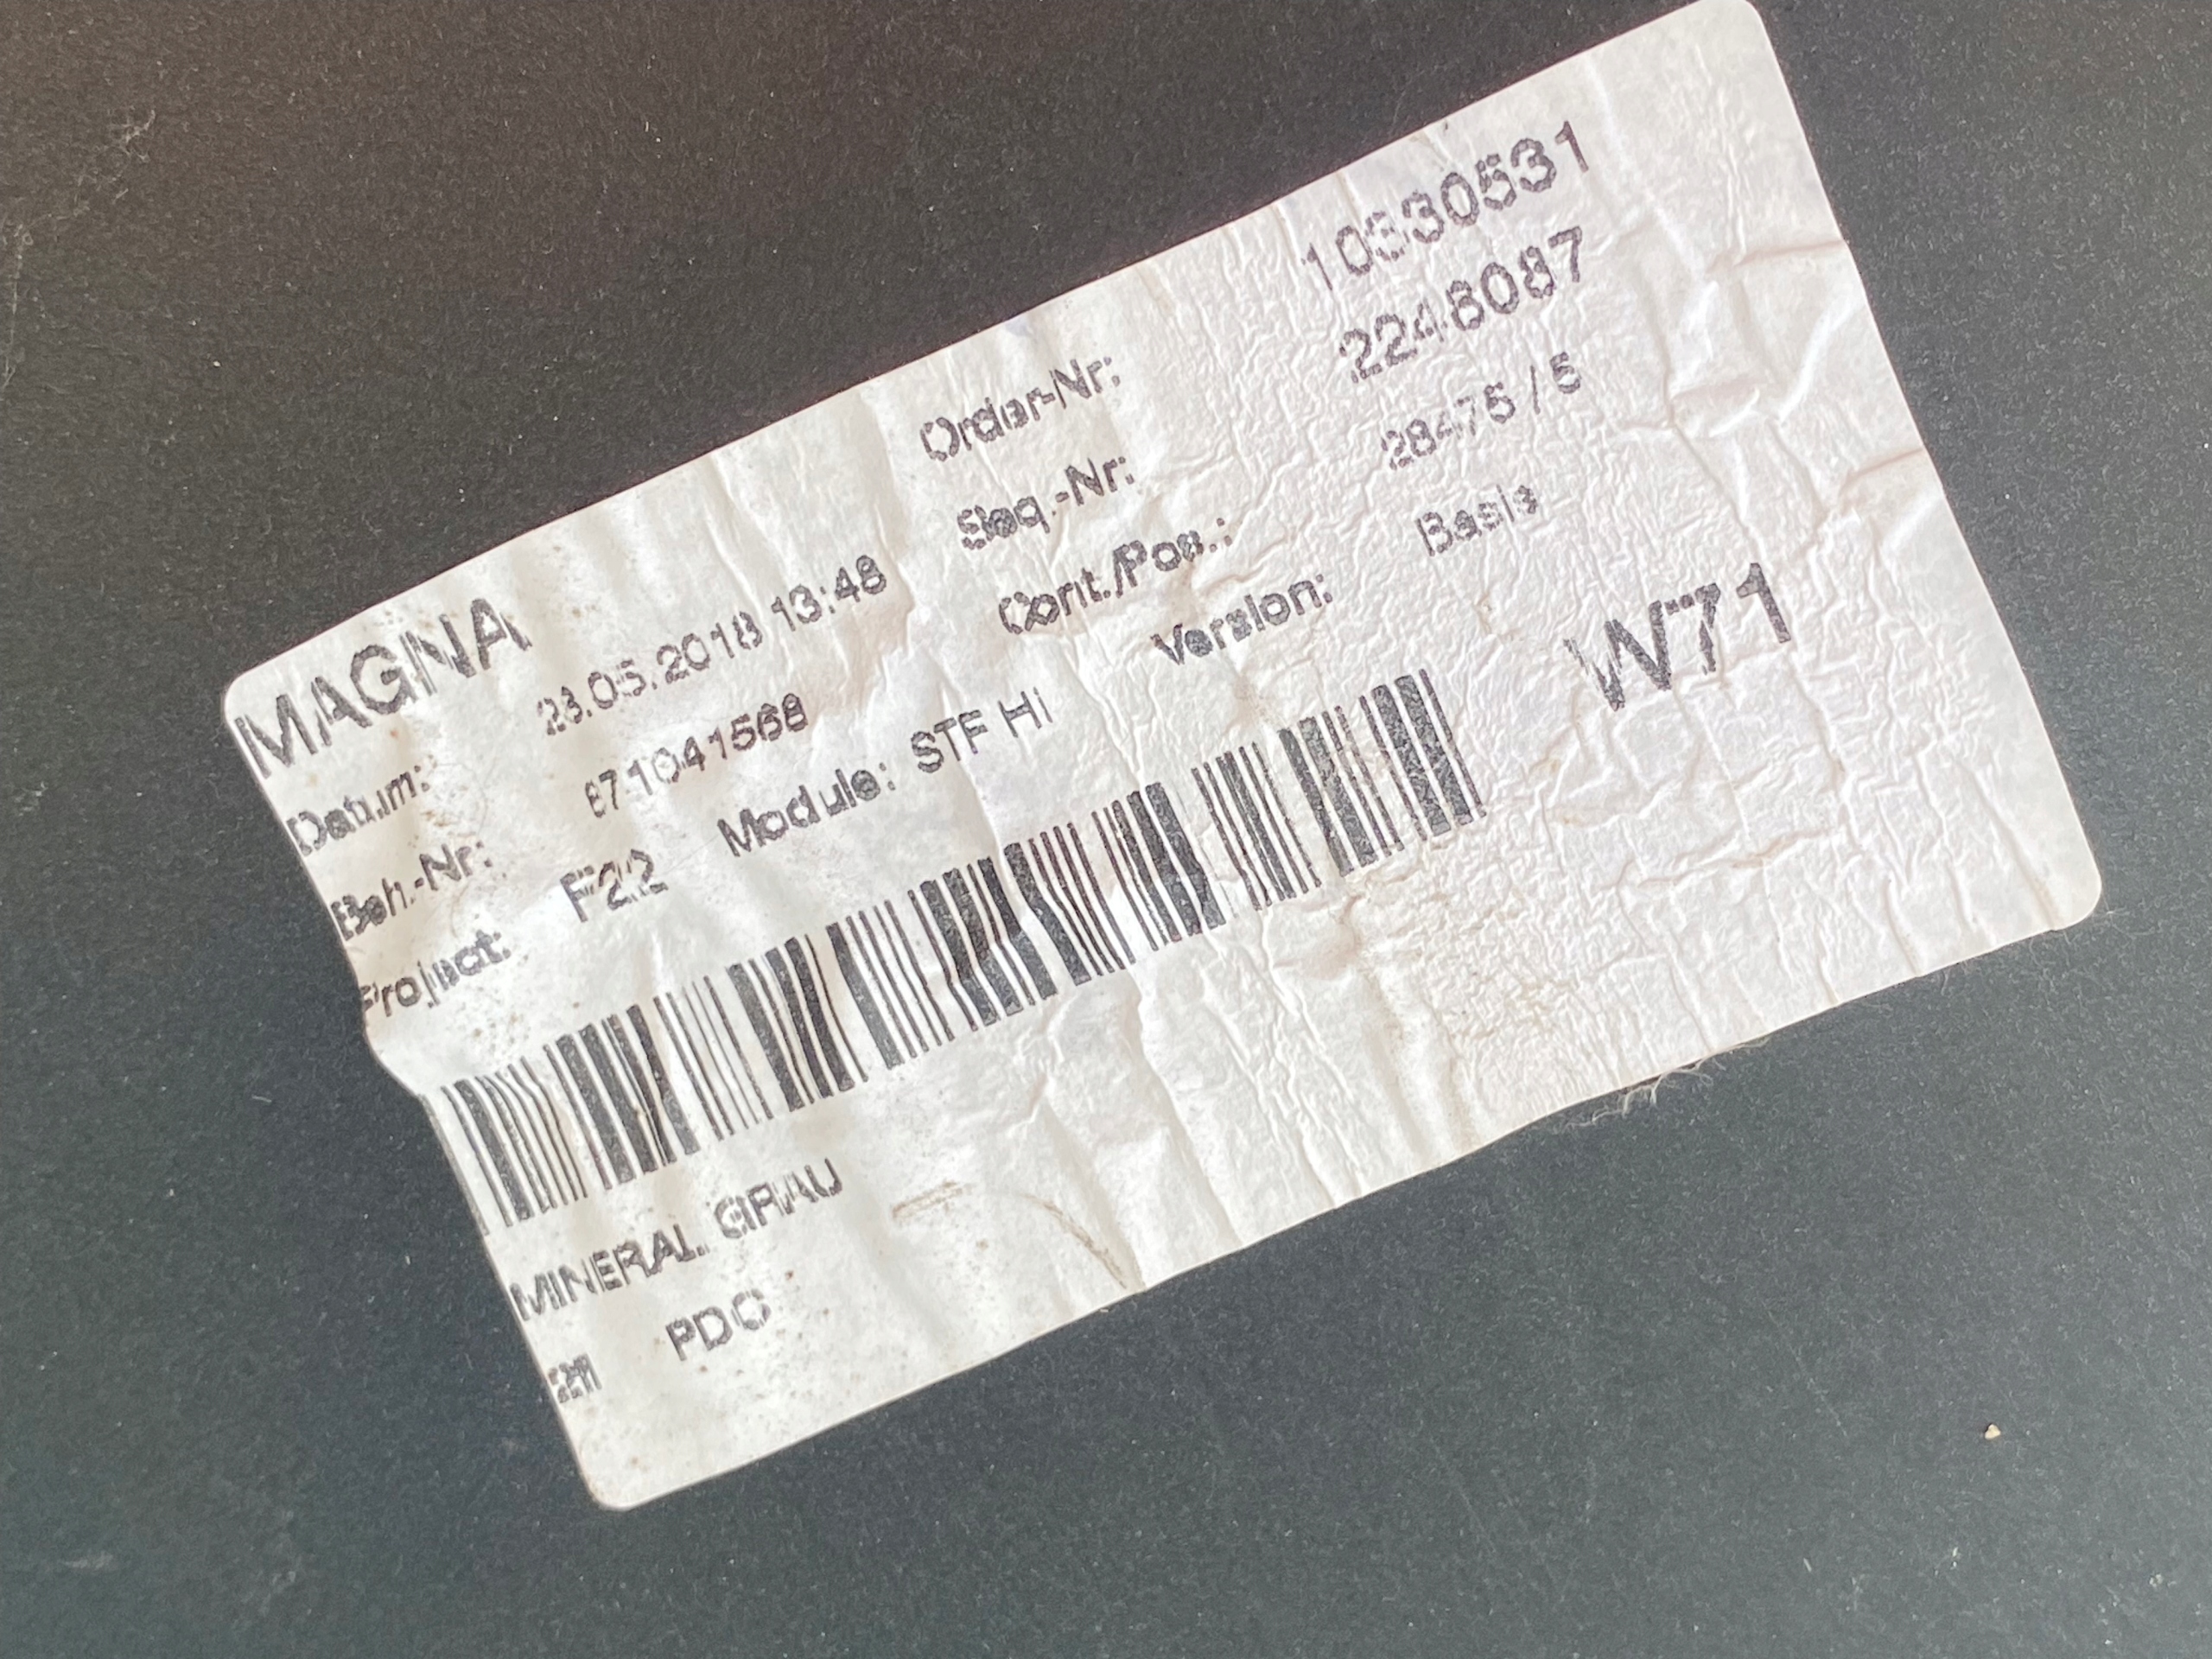 MAGNA
Datum: 23.05.2018 13:48 Order-Nr: 10330531
Beh.-Nr: 871041568 Seq.-Nr: 2248087
Project: F22 Module: STF HI Cont./Pos.: 28475 / 5
Version: Basis
W71
MINERAL GRAU
PDC